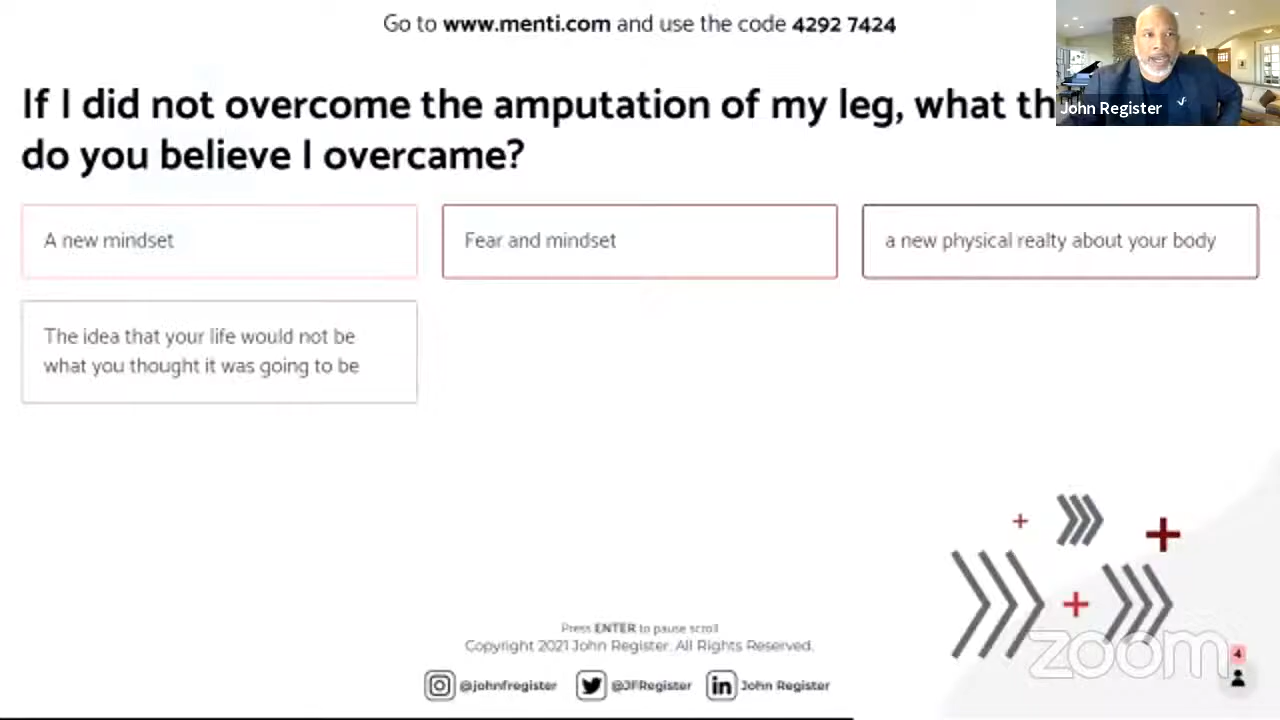 Go to www.menti.com and use the code 4292 7424
If I did not overcome the amputation of my leg, what
do you believe I overcame?
John Register
A new mindset
Fear and mindset
a new physical realty about your body
The idea that your life would not be
what you thought it was going to be
Press ENTER to pause scroll
Copyright 2021 John Register. All Rights Reserved.
@johnfregister
@JFRegister
in John Register
zoom
4